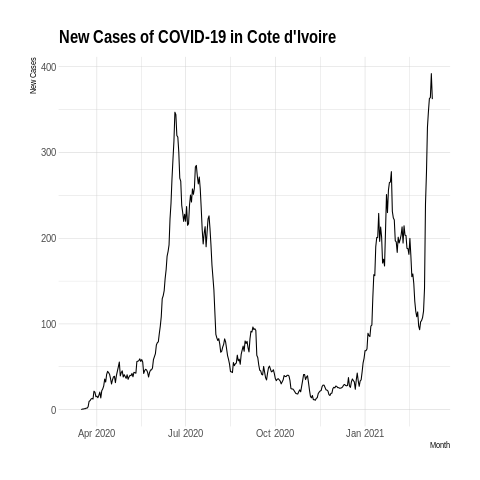 New Cases of COVID-19 in Cote d'Ivoire
New Cases
400
300
200
100
0
Apr 2020
Jul 2020
Oct 2020
Jan 2021
Month